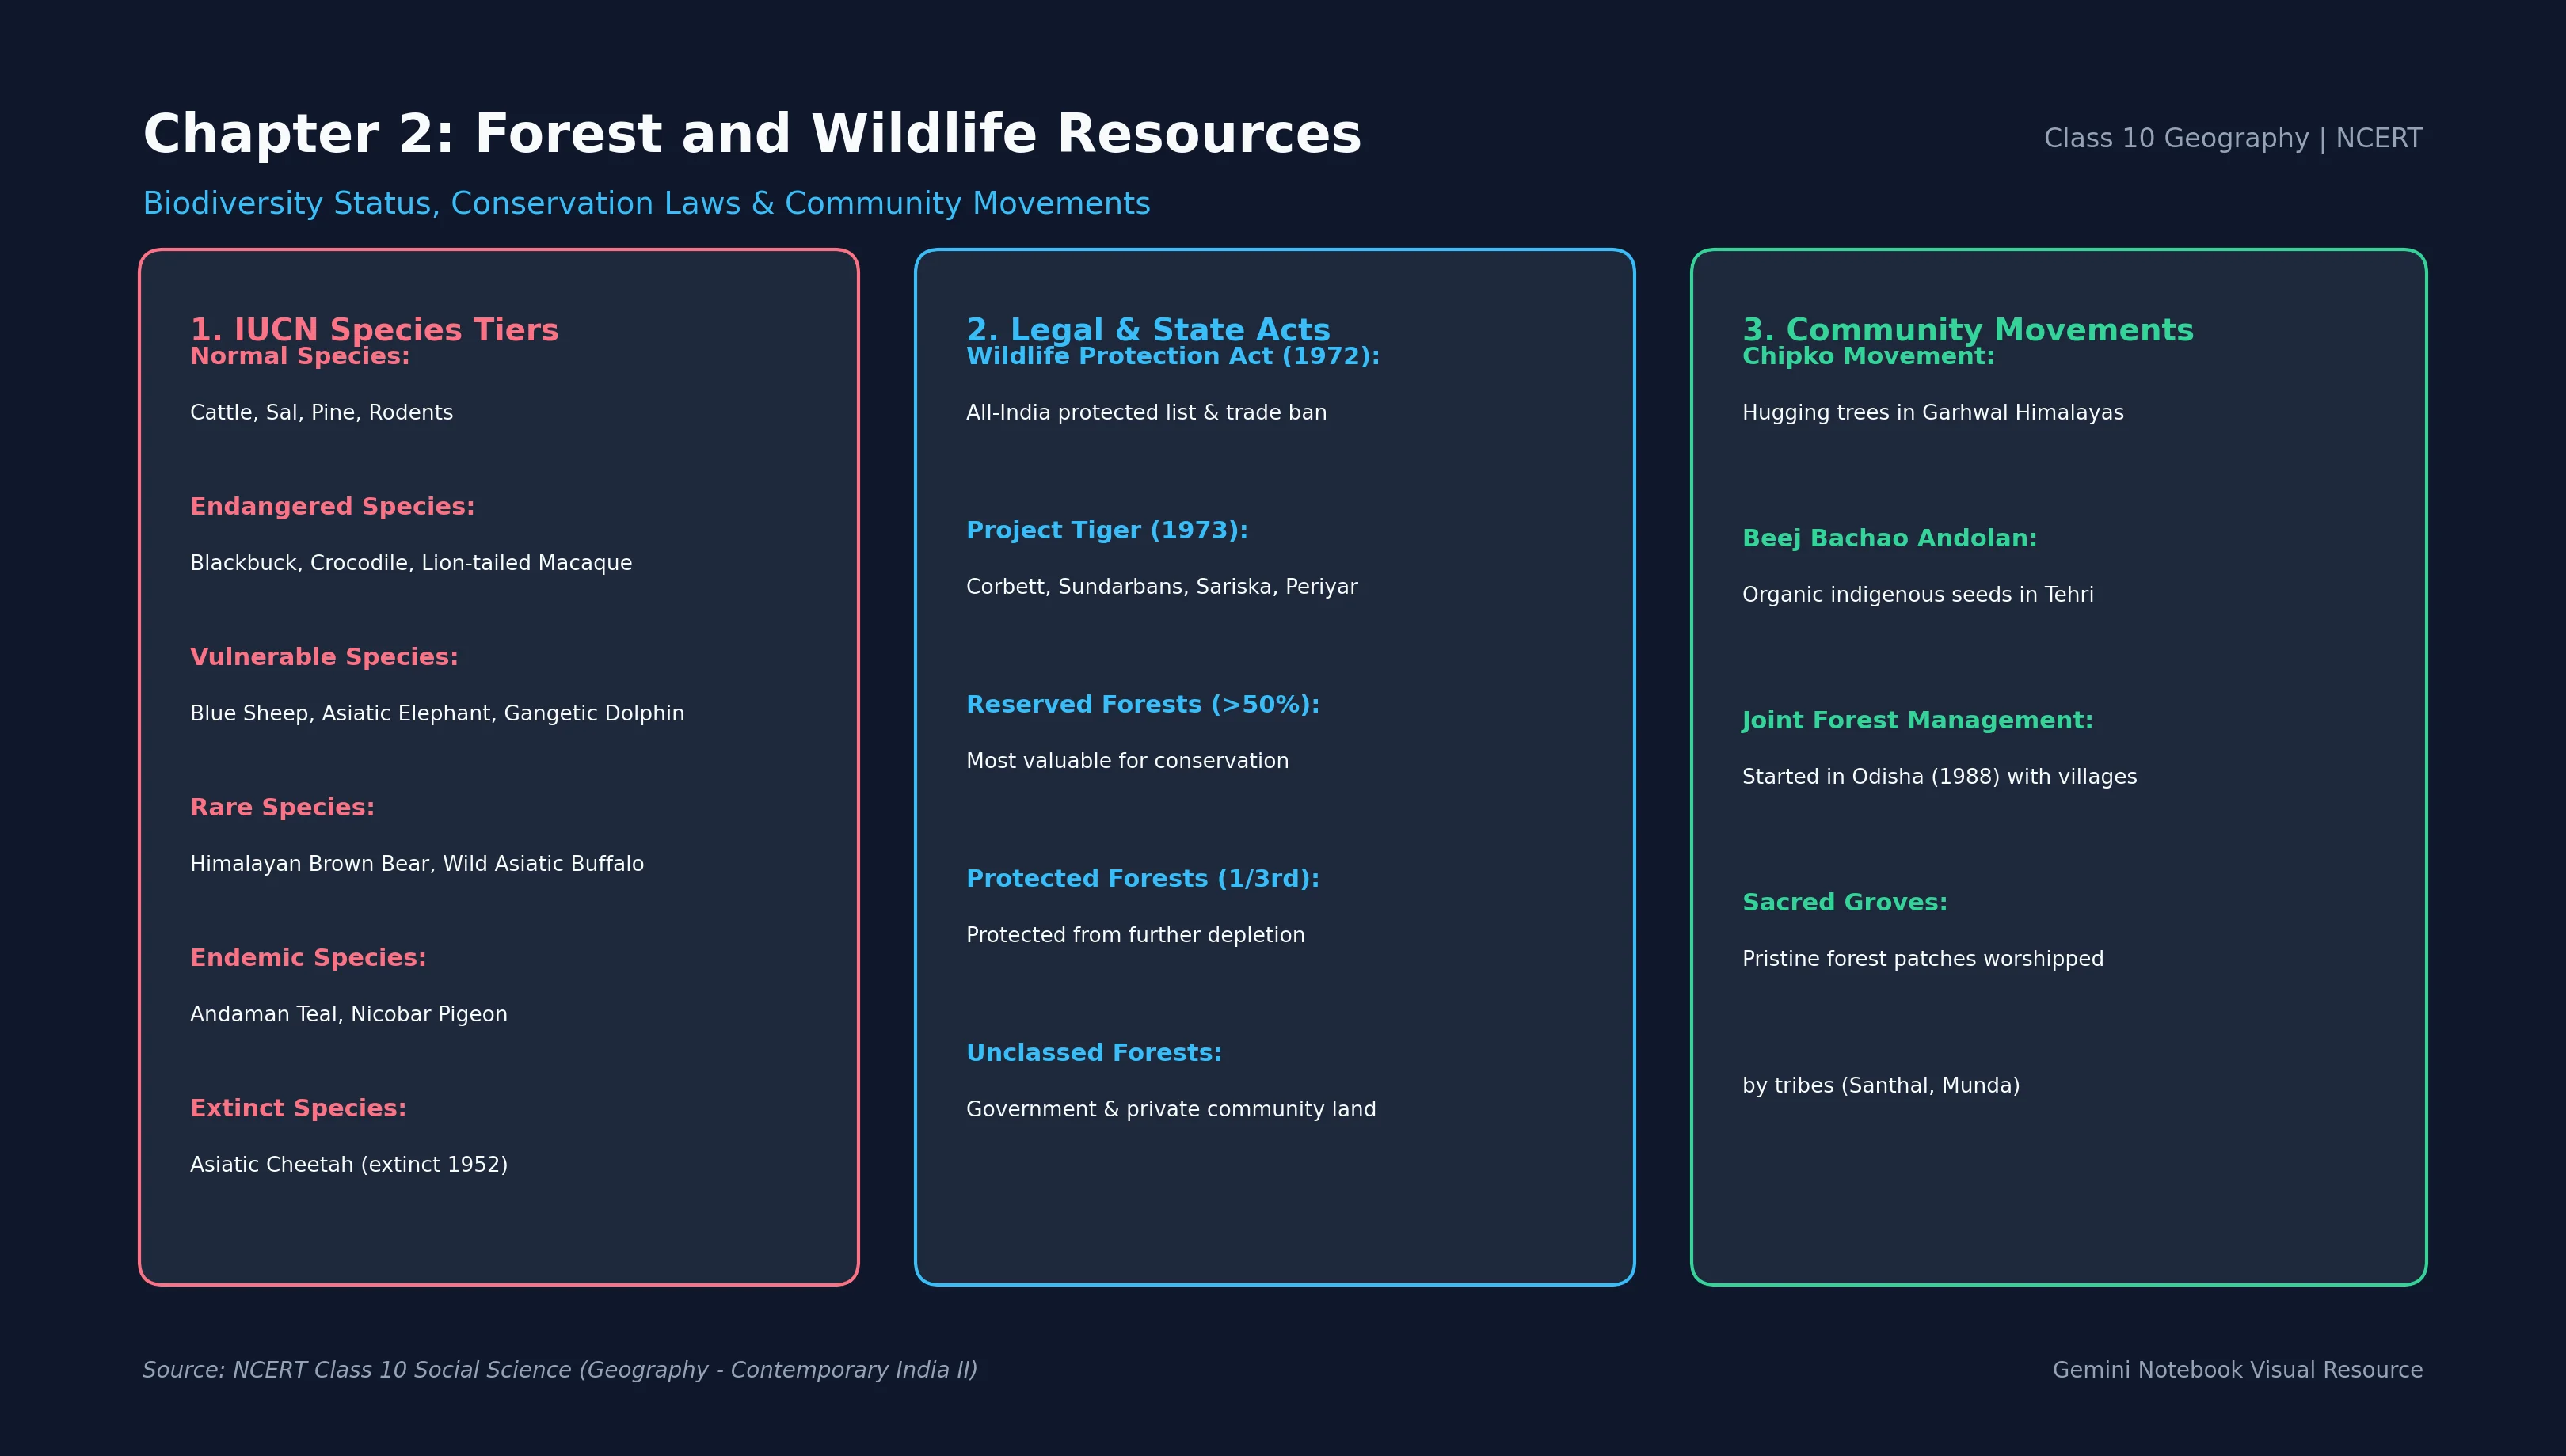 Chapter 2: Forest and Wildlife Resources
Class 10 Geography | NCERT
Biodiversity Status, Conservation Laws & Community Movements
1. IUCN Species Tiers
Normal Species:
Cattle, Sal, Pine, Rodents
Endangered Species:
Blackbuck, Crocodile, Lion-tailed Macaque
Vulnerable Species:
Blue Sheep, Asiatic Elephant, Gangetic Dolphin
Rare Species:
Himalayan Brown Bear, Wild Asiatic Buffalo
Endemic Species:
Andaman Teal, Nicobar Pigeon
Extinct Species:
Asiatic Cheetah (extinct 1952)
2. Legal & State Acts
Wildlife Protection Act (1972):
All-India protected list & trade ban
Project Tiger (1973):
Corbett, Sundarbans, Sariska, Periyar
Reserved Forests (>50%):
Most valuable for conservation
Protected Forests (1/3rd):
Protected from further depletion
Unclassed Forests:
Government & private community land
3. Community Movements
Chipko Movement:
Hugging trees in Garhwal Himalayas
Beej Bachao Andolan:
Organic indigenous seeds in Tehri
Joint Forest Management:
Started in Odisha (1988) with villages
Sacred Groves:
Pristine forest patches worshipped
by tribes (Santhal, Munda)
Source: NCERT Class 10 Social Science (Geography - Contemporary India II)
Gemini Notebook Visual Resource